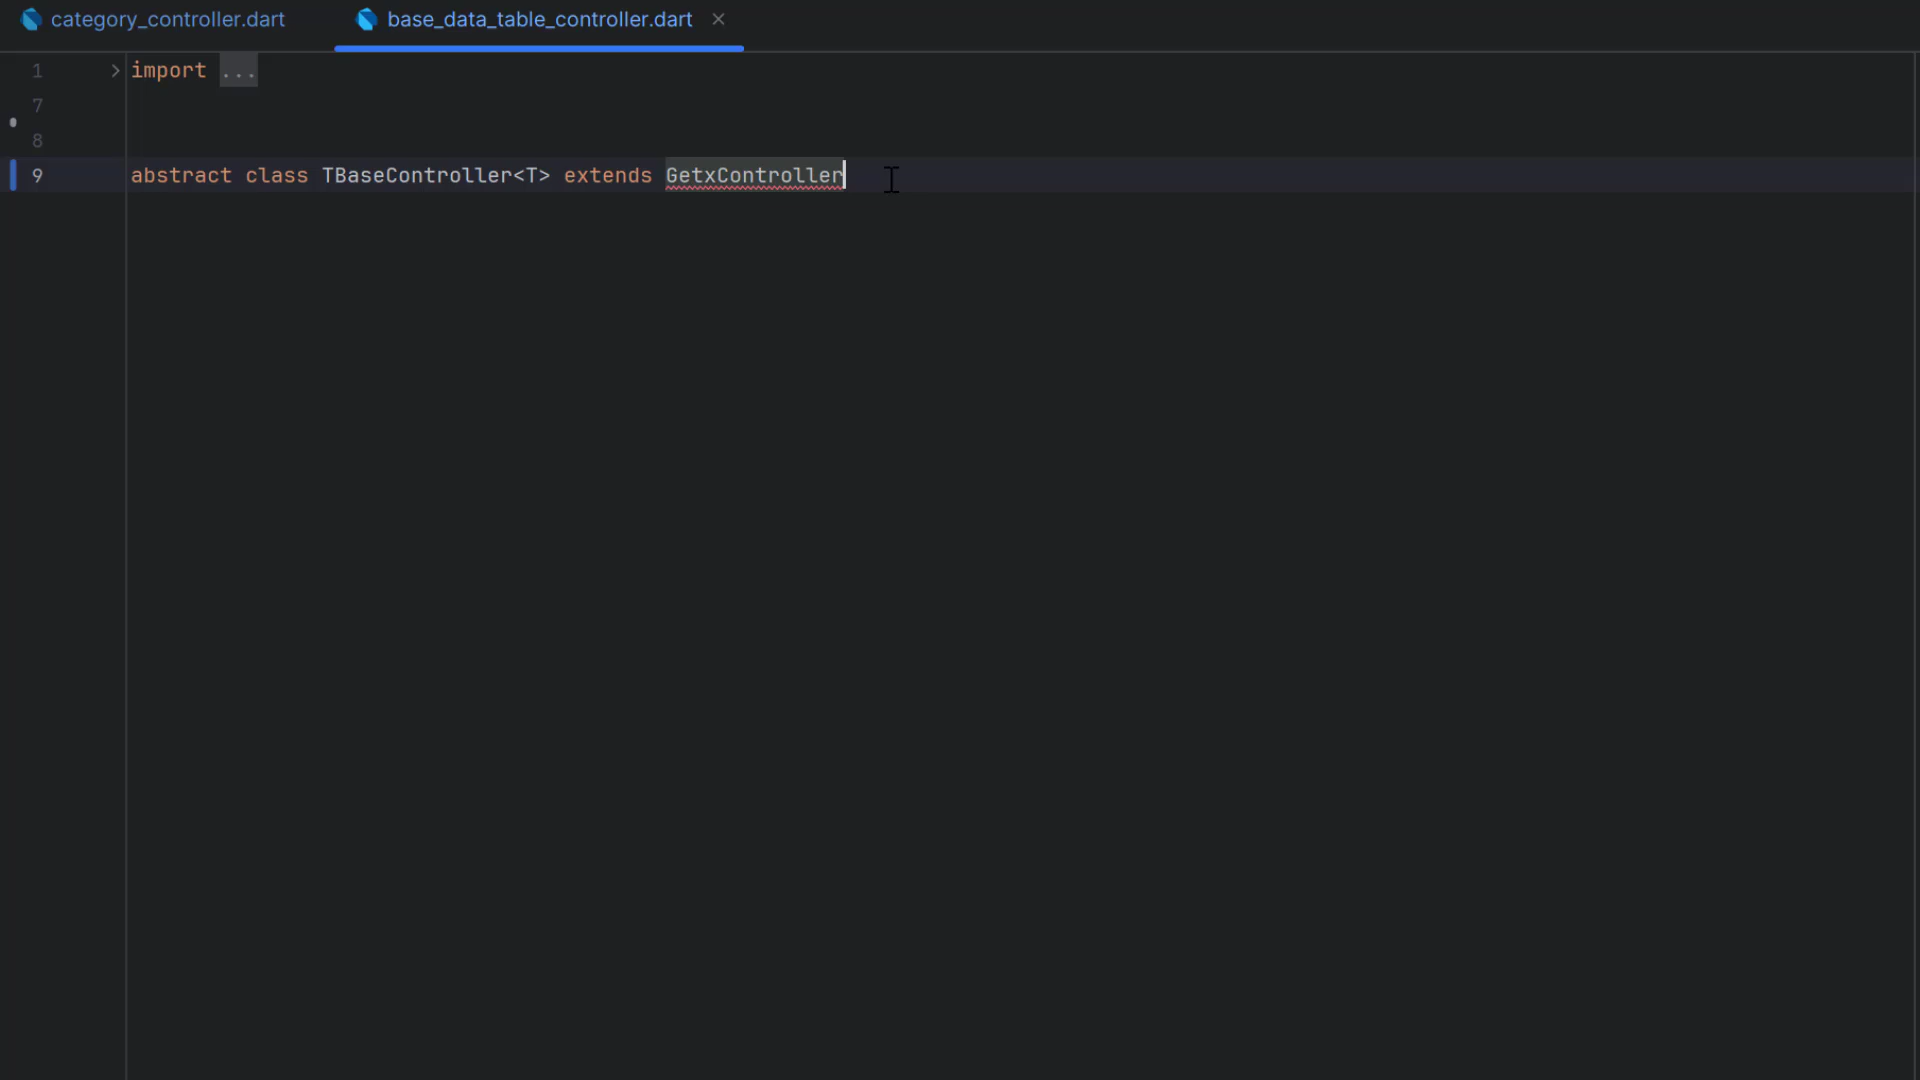 category_controller.dart base_data_table_controller.dart
1 import ...
7
8
9 abstract class TBaseController<T> extends GetxController